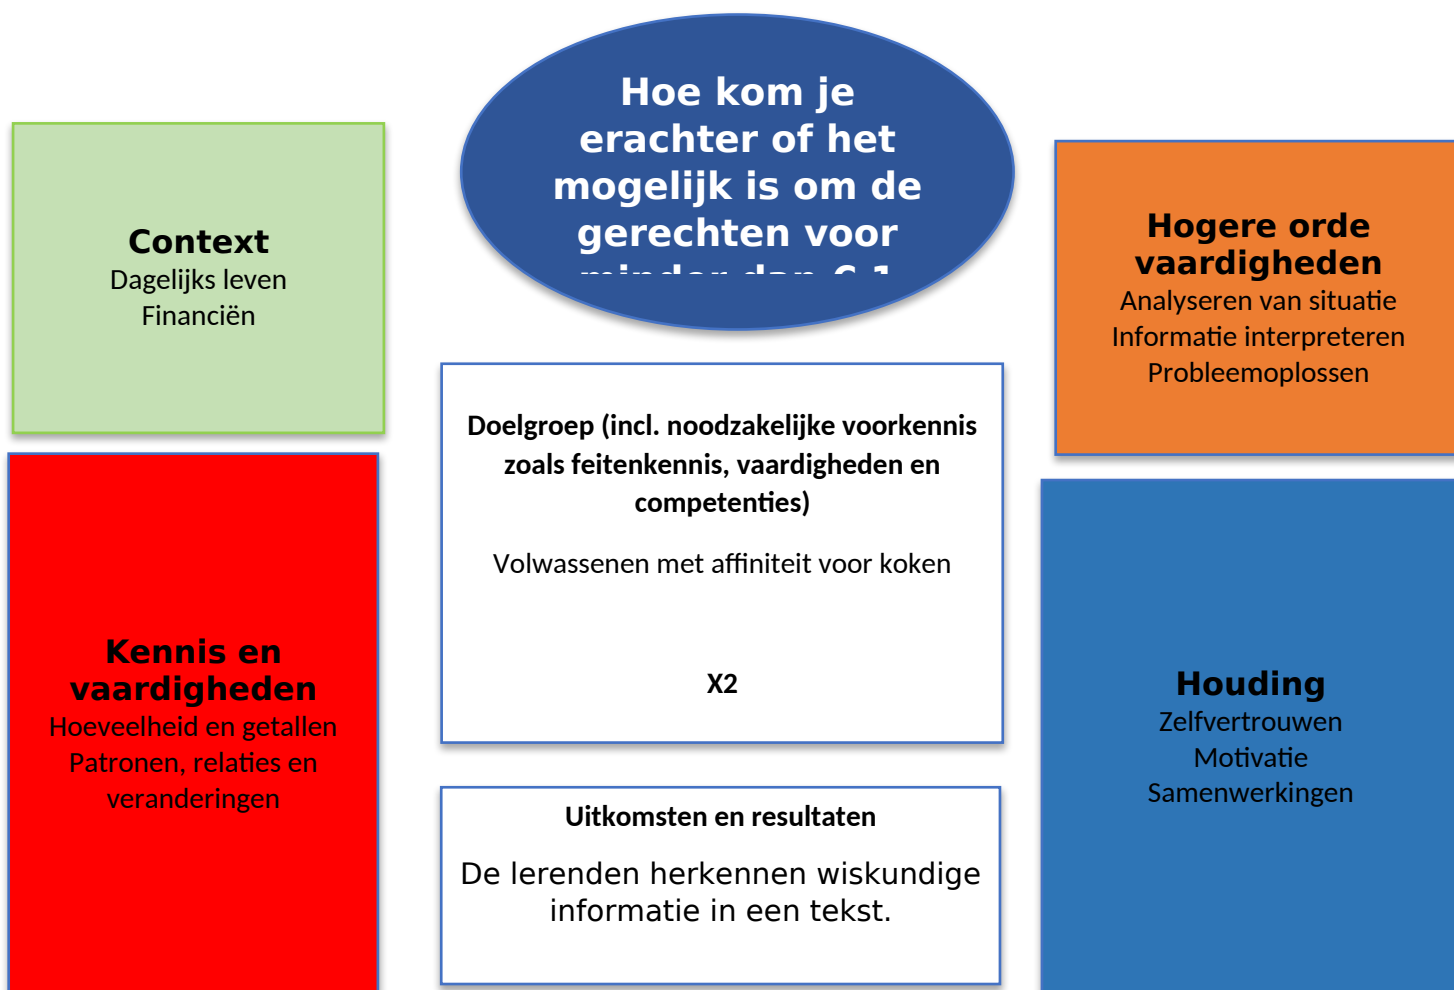 Hoe kom je
erachter of het
mogelijk is om de
gerechten voor
minder dan € 1
Context
Dagelijks leven
Financiën
Hogere orde
vaardigheden
Analyseren van situatie
Informatie interpreteren
Probleemoplossen
Doelgroep (incl. noodzakelijke voorkennis
zoals feitenkennis, vaardigheden en
competenties)
Volwassenen met affiniteit voor koken
X2
Kennis en
vaardigheden
Hoeveelheid en getallen
Patronen, relaties en
veranderingen
Houding
Zelfvertrouwen
Motivatie
Samenwerkingen
Uitkomsten en resultaten
De lerenden herkennen wiskundige
informatie in een tekst.